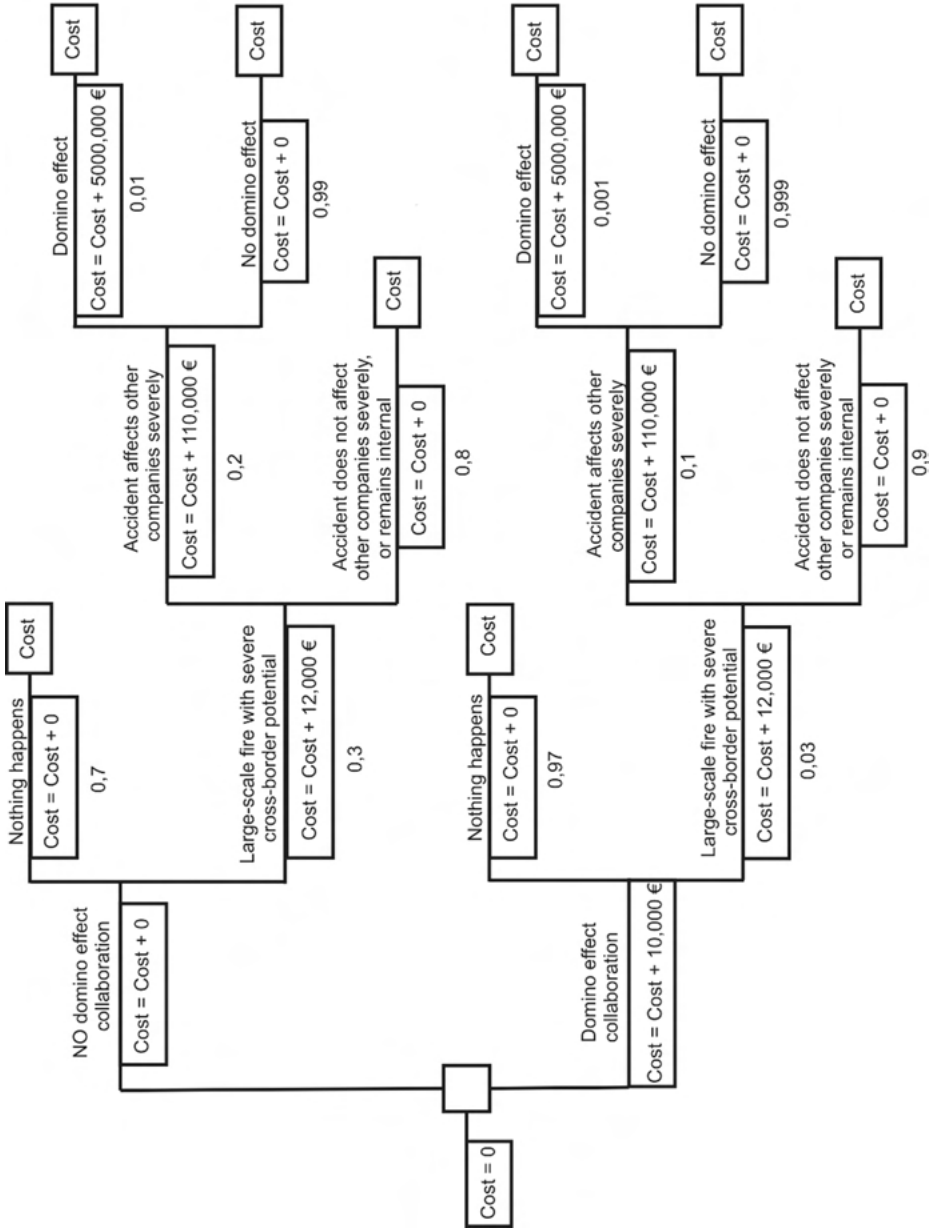 Cost = 0
NO domino effect
collaboration
Cost = Cost + 0
Nothing happens
Cost = Cost + 0
0,7
Cost
Large-scale fire with severe
cross-border potential
Cost = Cost + 12,000 €
0,3
Accident affects other
companies severely
Cost = Cost + 110,000 €
0,2
Domino effect
Cost = Cost + 5000,000 €
0,01
Cost
No domino effect
Cost = Cost + 0
0,99
Cost
Accident does not affect
other companies severely,
or remains internal
Cost = Cost + 0
0,8
Cost
Domino effect
collaboration
Cost = Cost + 10,000 €
Nothing happens
Cost = Cost + 0
0,97
Cost
Large-scale fire with severe
cross-border potential
Cost = Cost + 12,000 €
0,03
Accident affects other
companies severely
Cost = Cost + 110,000 €
0,1
Domino effect
Cost = Cost + 5000,000 €
0,001
Cost
No domino effect
Cost = Cost + 0
0,999
Cost
Accident does not affect
other companies severely
or remains internal
Cost = Cost + 0
0,9
Cost